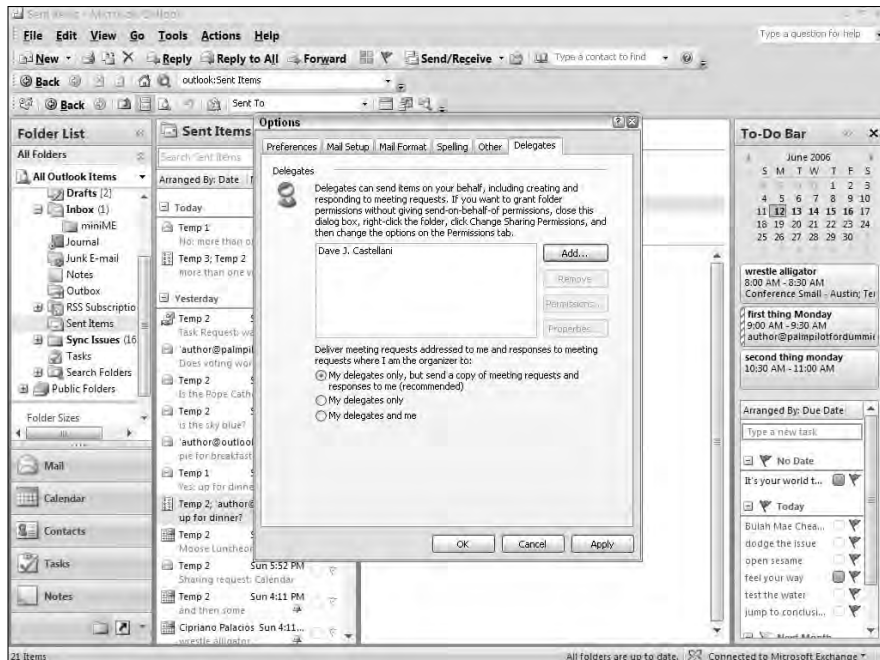 Sent Items - Microsoft Outlook
File Edit View Go Tools Actions Help
Type a question for help
New Reply Reply to All Forward Send/Receive Type a contact to find
Back outlook:Sent Items
Back Sent To
Folder List
All Folders
All Outlook Items
Drafts [2]
Inbox (1)
miniME
Journal
Junk E-mail
Notes
Outbox
RSS Subscriptio
Sent Items
Sync Issues (16
Tasks
Search Folders
Public Folders
Folder Sizes
Mail
Calendar
Contacts
Tasks
Notes
21 Items
Sent Items
Search Sent Items
Arranged By: Date
Today
Temp 1
No: more than o
Temp 3; Temp 2
more than one v
Yesterday
Temp 2 S
Task Request: wa
'author@palmpil
Does voting wor
Temp 2 S
Is the Pope Cath
Temp 2 S
is the sky blue?
'author@outloo
pie for breakfast
Temp 1 S
Yes: up for dinne
Temp 2; 'author@
up for dinner?
Temp 2 S
Moose Luncheo
Temp 2 Sun 5:52 PM
Sharing request: Calendar
Temp 2 Sun 4:11 PM
and then some
Cipriano Palacios Sun 4:11...
wrestle alligator
Options
Preferences Mail Setup Mail Format Spelling Other Delegates
Delegates
Delegates can send items on your behalf, including creating and
responding to meeting requests. If you want to grant folder
permissions without giving send-on-behalf-of permissions, close this
dialog box, right-click the folder, click Change Sharing Permissions, and
then change the options on the Permissions tab.
Dave J. Castellani
Add...
Remove
Permissions...
Properties...
Deliver meeting requests addressed to me and responses to meeting
requests where I am the organizer to:
My delegates only, but send a copy of meeting requests and
responses to me (recommended)
My delegates only
My delegates and me
OK Cancel Apply
To-Do Bar
June 2006
S M T W T F S
1 2 3
4 5 6 7 8 9 10
11 12 13 14 15 16 17
18 19 20 21 22 23 24
25 26 27 28 29 30
wrestle alligator
8:00 AM - 8:30 AM
Conference Small - Austin; Ter
first thing Monday
9:00 AM -9:30 AM
author@palmpilotfordummie
second thing monday
10:30 AM - 11:00 AM
Arranged By: Due Date
Type a new task
No Date
It's your world t...
Today
Bulah Mae Chea...
dodge the issue
open sesame
feel your way
test the water
jump to conclusi...
Next Month
All folders are up to date. Connected to Microsoft Exchange